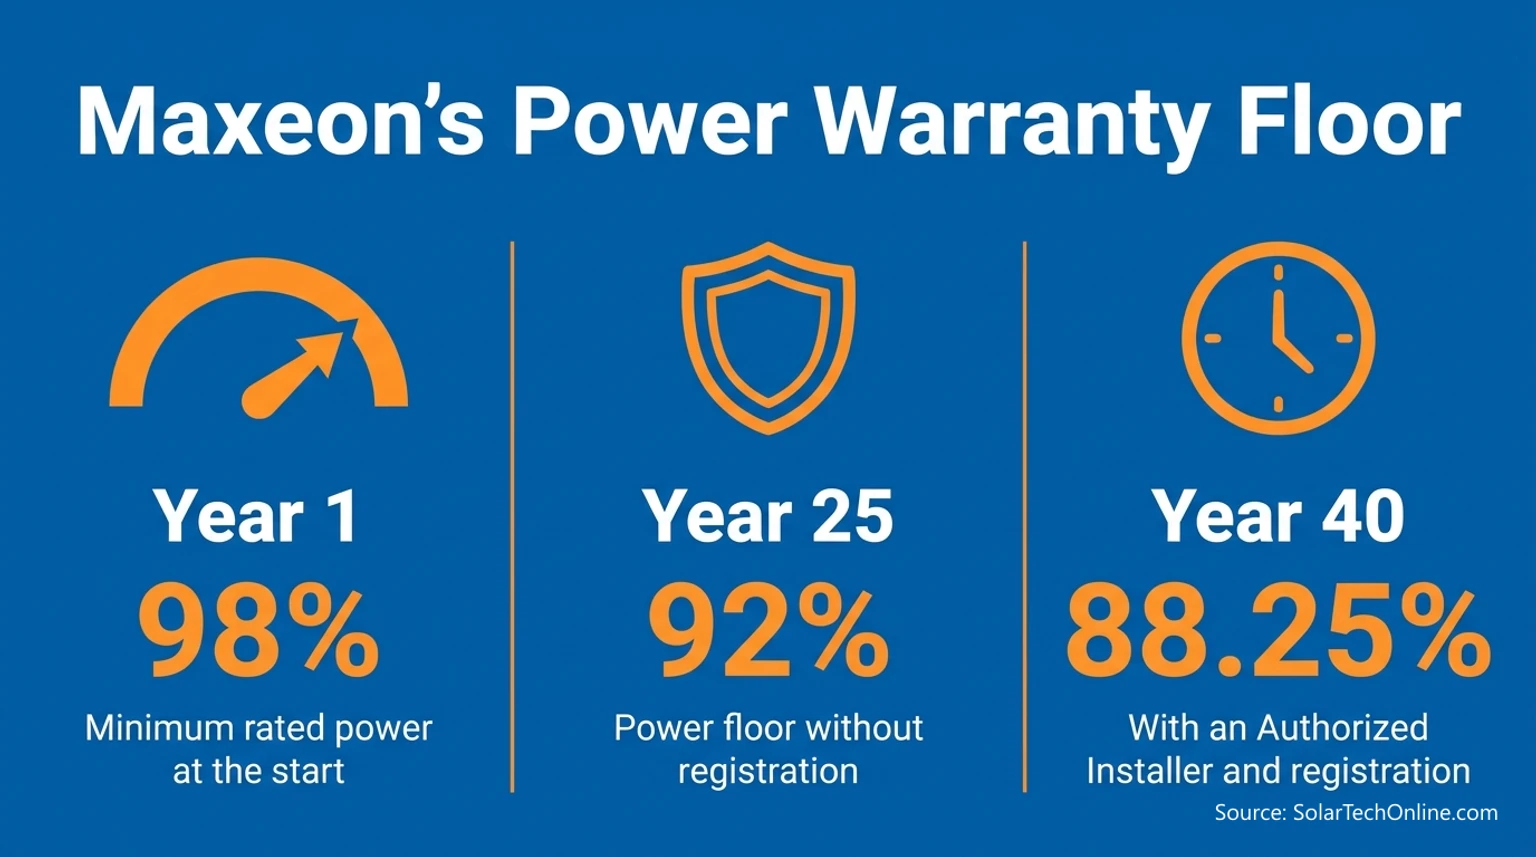 Maxeon’s Power Warranty Floor
Year 1
98%
Minimum rated power
at the start
Year 25
92%
Power floor without
registration
Year 40
88.25%
With an Authorized
Installer and registration
Source: SolarTechOnline.com